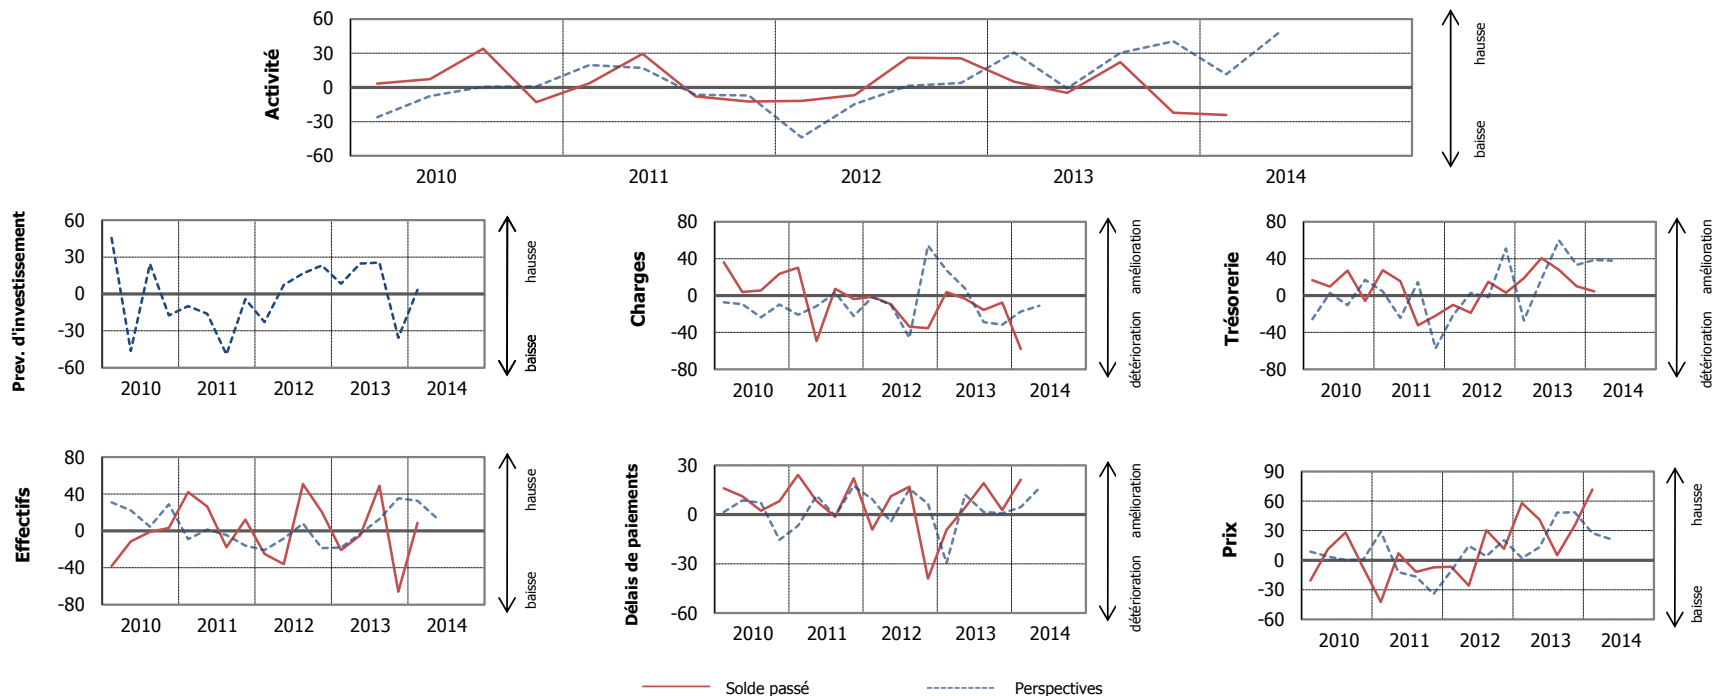 Activité
60
30
0
-30
-60
2010 2011 2012 2013 2014
hausse
baisse
Prev. d'investissement
60
30
0
-30
-60
2010 2011 2012 2013 2014
hausse
baisse
Charges
80
40
0
-40
-80
2010 2011 2012 2013 2014
amélioration
détérioration
Trésorerie
80
40
0
-40
-80
2010 2011 2012 2013 2014
amélioration
détérioration
Effectifs
80
40
0
-40
-80
2010 2011 2012 2013 2014
hausse
baisse
Délais de paiements
30
0
-30
-60
2010 2011 2012 2013 2014
amélioration
détérioration
Prix
90
60
30
0
-30
-60
2010 2011 2012 2013 2014
hausse
baisse
Solde passé Perspectives